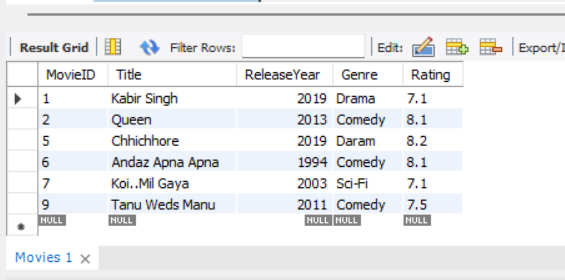 Result Grid Filter Rows: Edit: Export/I
MovieID Title ReleaseYear Genre Rating
1 Kabir Singh 2019 Drama 7.1
2 Queen 2013 Comedy 8.1
5 Chhichhore 2019 Daram 8.2
6 Andaz Apna Apna 1994 Comedy 8.1
7 Koi..Mil Gaya 2003 Sci-Fi 7.1
9 Tanu Weds Manu 2011 Comedy 7.5
NULL NULL NULL NULL NULL
Movies 1